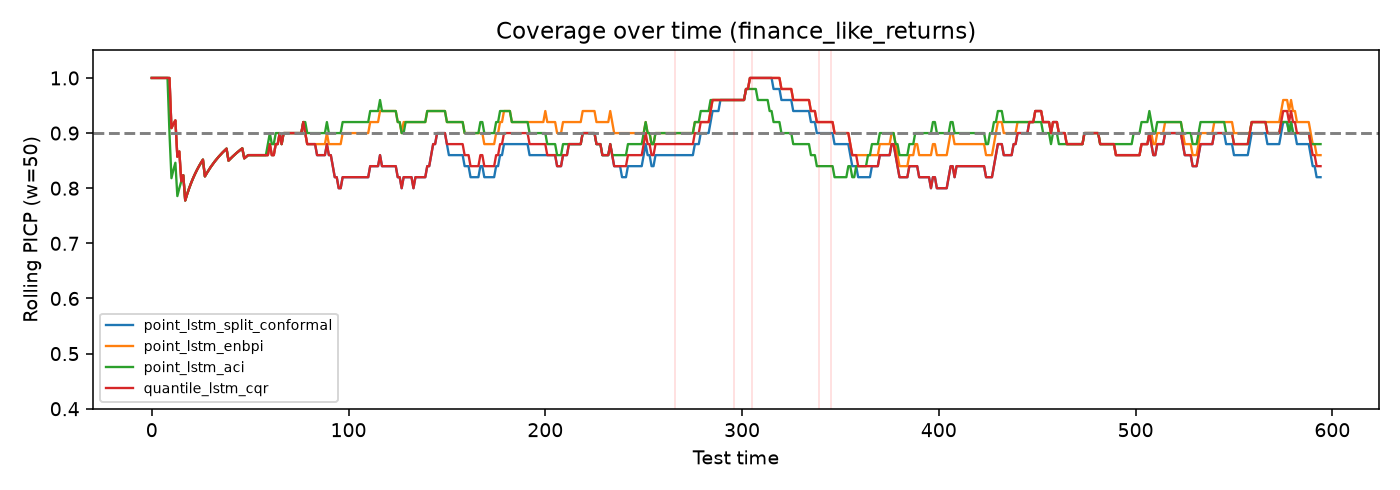 Coverage over time (finance_like_returns)
Rolling PICP (w=50)
1.0
0.9
0.8
0.7
0.6
0.5
0.4
point_lstm_split_conformal
point_lstm_enbpi
point_lstm_aci
quantile_lstm_cqr
0 100 200 300 400 500 600
Test time